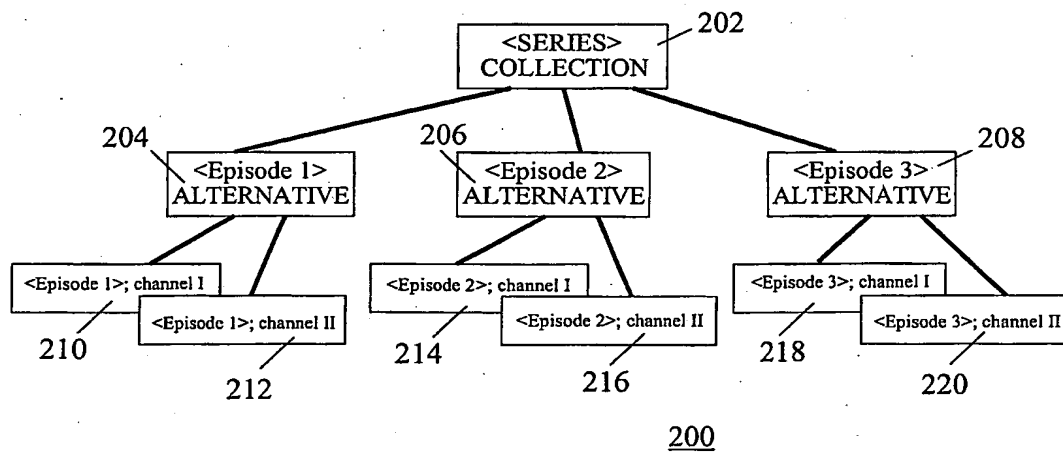 <SERIES>
COLLECTION
202
204
<Episode 1>
ALTERNATIVE
206
<Episode 2>
ALTERNATIVE
208
<Episode 3>
ALTERNATIVE
<Episode 1>; channel I
<Episode 1>; channel II
210
212
<Episode 2>; channel I
<Episode 2>; channel II
214
216
<Episode 3>; channel I
<Episode 3>; channel II
218
220
200